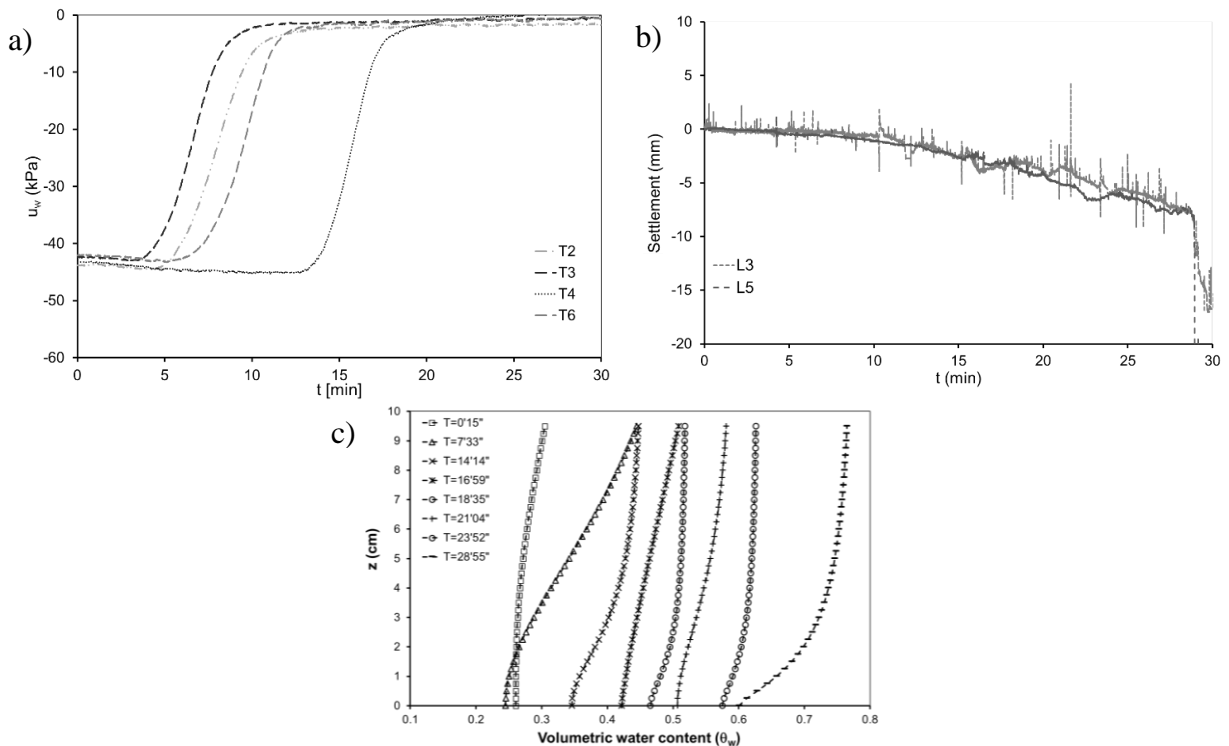 a)
0
-10
-20
-30
-40
-50
-60
u_w (kPa)
0 5 10 15 20 25 30
t [min]
T2
T3
T4
T6
b)
10
5
0
-5
-10
-15
-20
Settlement (mm)
0 5 10 15 20 25 30
t (min)
L3
L5
c)
10
9
8
7
6
5
4
3
2
1
0
z (cm)
T=0'15"
T=7'33"
T=14'14"
T=16'59"
T=18'35"
T=21'04"
T=23'52"
T=28'55"
0.1 0.2 0.3 0.4 0.5 0.6 0.7 0.8
Volumetric water content (θ_w)